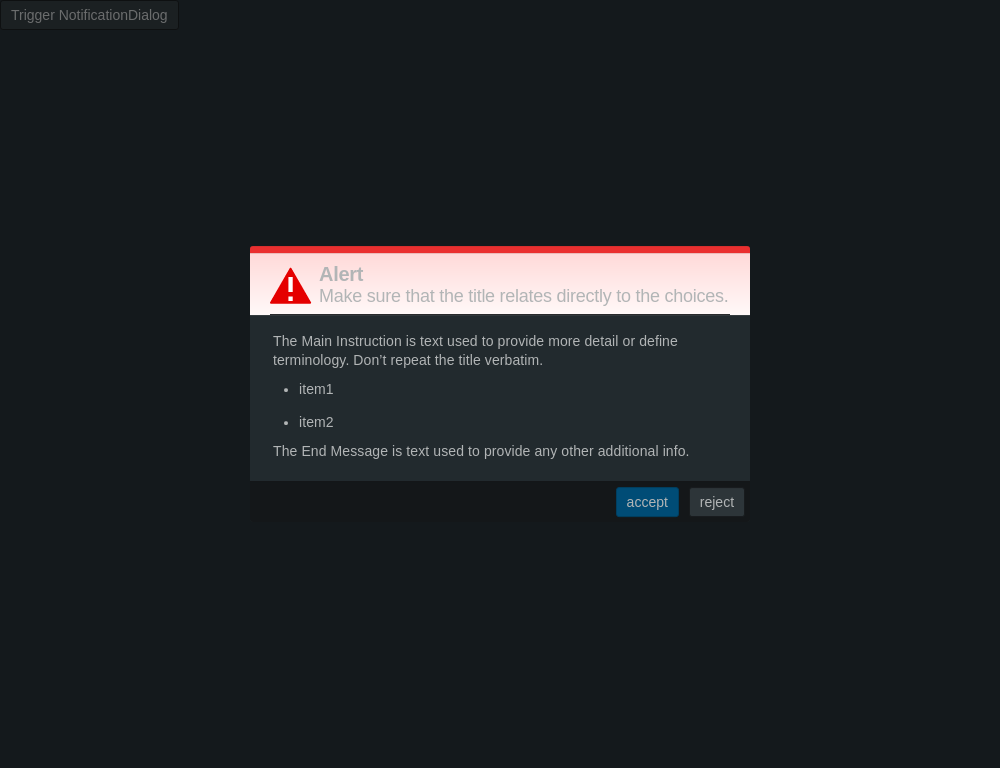 Trigger NotificationDialog
Alert
Make sure that the title relates directly to the choices.
The Main Instruction is text used to provide more detail or define
terminology. Don’t repeat the title verbatim.
• item1
• item2
The End Message is text used to provide any other additional info.
accept
reject